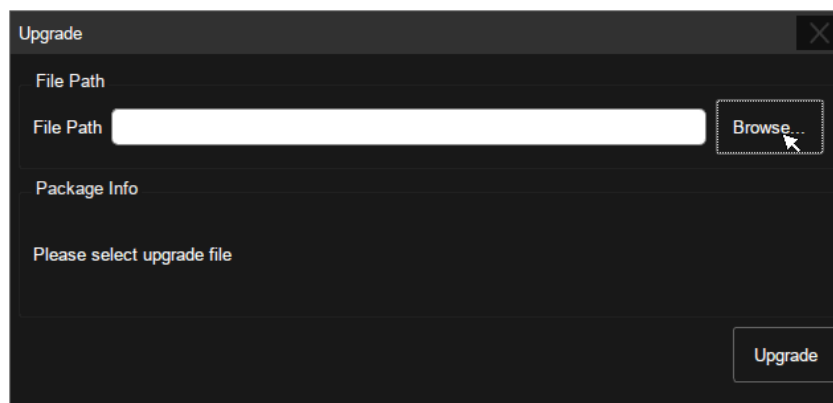 Upgrade
File Path
File Path Browse...
Package Info
Please select upgrade file
Upgrade